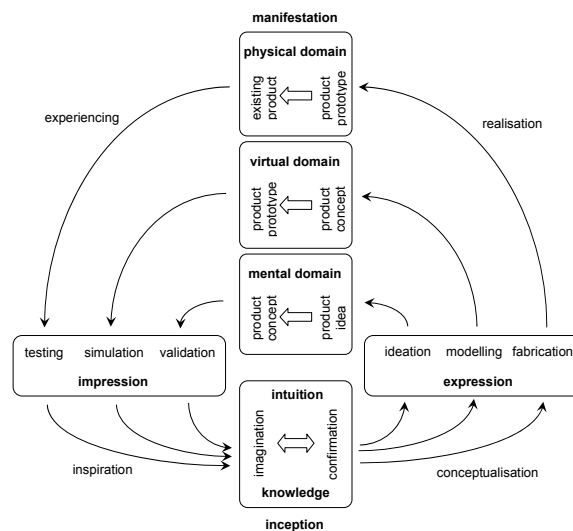 manifestation
physical domain
existing
product
product
prototype
experiencing
realisation
virtual domain
product
prototype
product
concept
mental domain
product
concept
product
idea
testing simulation validation
impression
ideation modelling fabrication
expression
intuition
imagination
confirmation
knowledge
inspiration
conceptualisation
inception